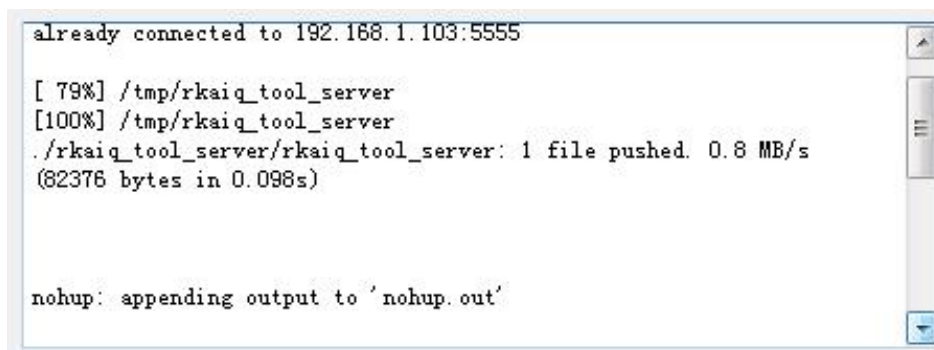 already connected to 192.168.1.103:5555
[ 79%] /tmp/rkaiq_tool_server
[100%] /tmp/rkaiq_tool_server
./rkaiq_tool_server/rkaiq_tool_server: 1 file pushed. 0.8 MB/s
(82376 bytes in 0.098s)
nohup: appending output to 'nohup.out'